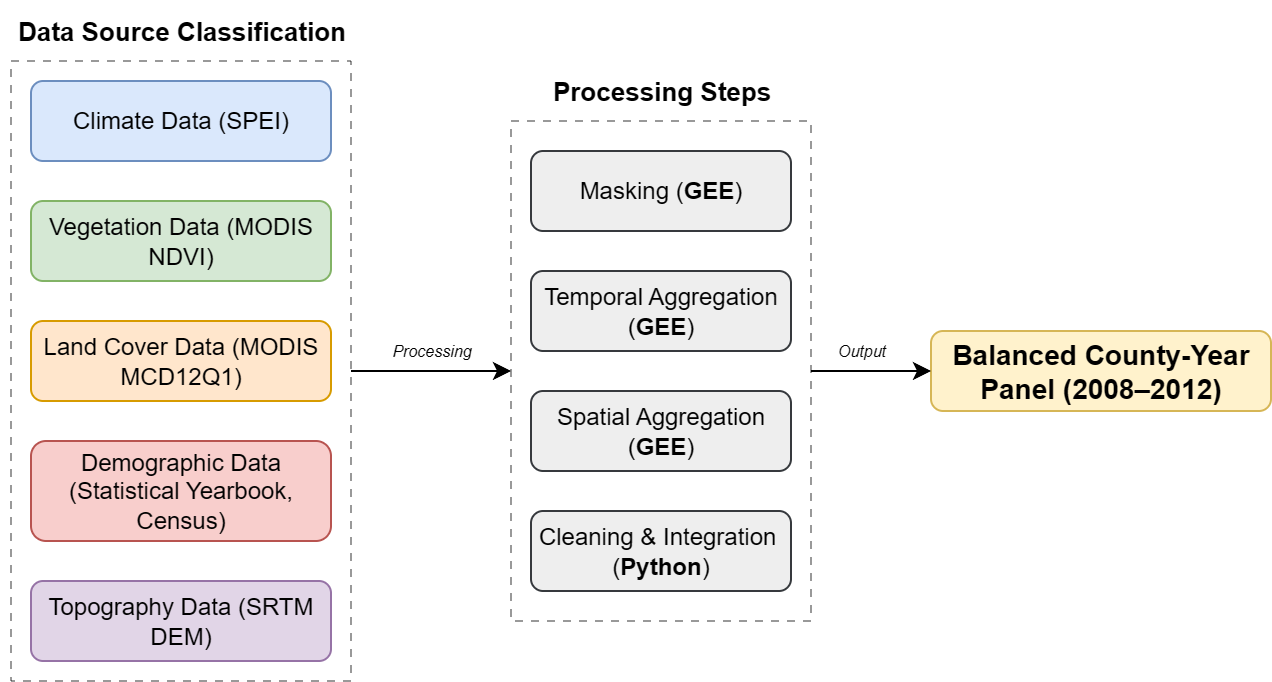 Data Source Classification
Climate Data (SPEI)
Vegetation Data (MODIS
NDVI)
Land Cover Data (MODIS
MCD12Q1)
Demographic Data
(Statistical Yearbook,
Census)
Topography Data (SRTM
DEM)
Processing
Processing Steps
Masking (GEE)
Temporal Aggregation
(GEE)
Spatial Aggregation
(GEE)
Cleaning & Integration
(Python)
Output
Balanced County-Year
Panel (2008–2012)